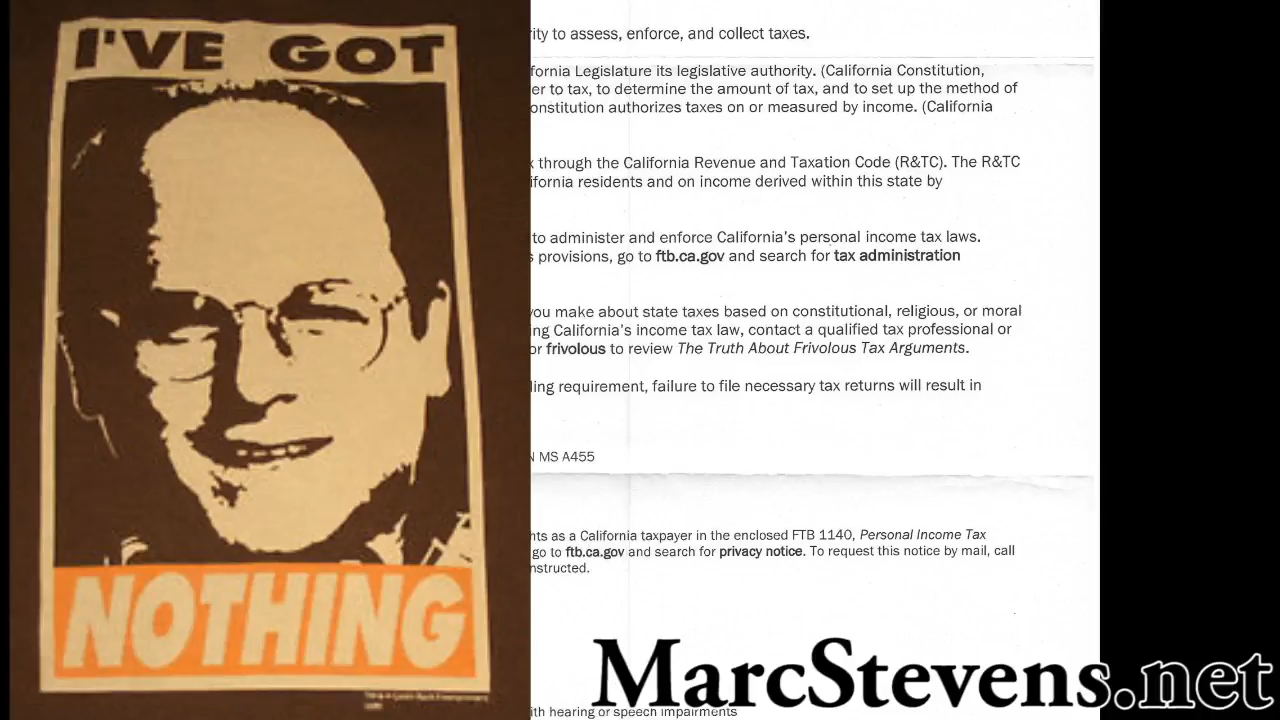 I'VE GOT
NOTHING
ity to assess, enforce, and collect taxes.
fornia Legislature its legislative authority. (California Constitution,
er to tax, to determine the amount of tax, and to set up the method of
onstitution authorizes taxes on or measured by income. (California
through the California Revenue and Taxation Code (R&TC). The R&TC
ifornia residents and on income derived within this state by
to administer and enforce California's personal income tax laws.
s provisions, go to ftb.ca.gov and search for tax administration
you make about state taxes based on constitutional, religious, or moral
ng California's income tax law, contact a qualified tax professional or
or frivolous to review The Truth About Frivolous Tax Arguments.
ling requirement, failure to file necessary tax returns will result in
N MS A455
hts as a California taxpayer in the enclosed FTB 1140, Personal Income Tax
go to ftb.ca.gov and search for privacy notice. To request this notice by mail, call
nstructed.
MarcStevens.net
ith hearing or speech impairments